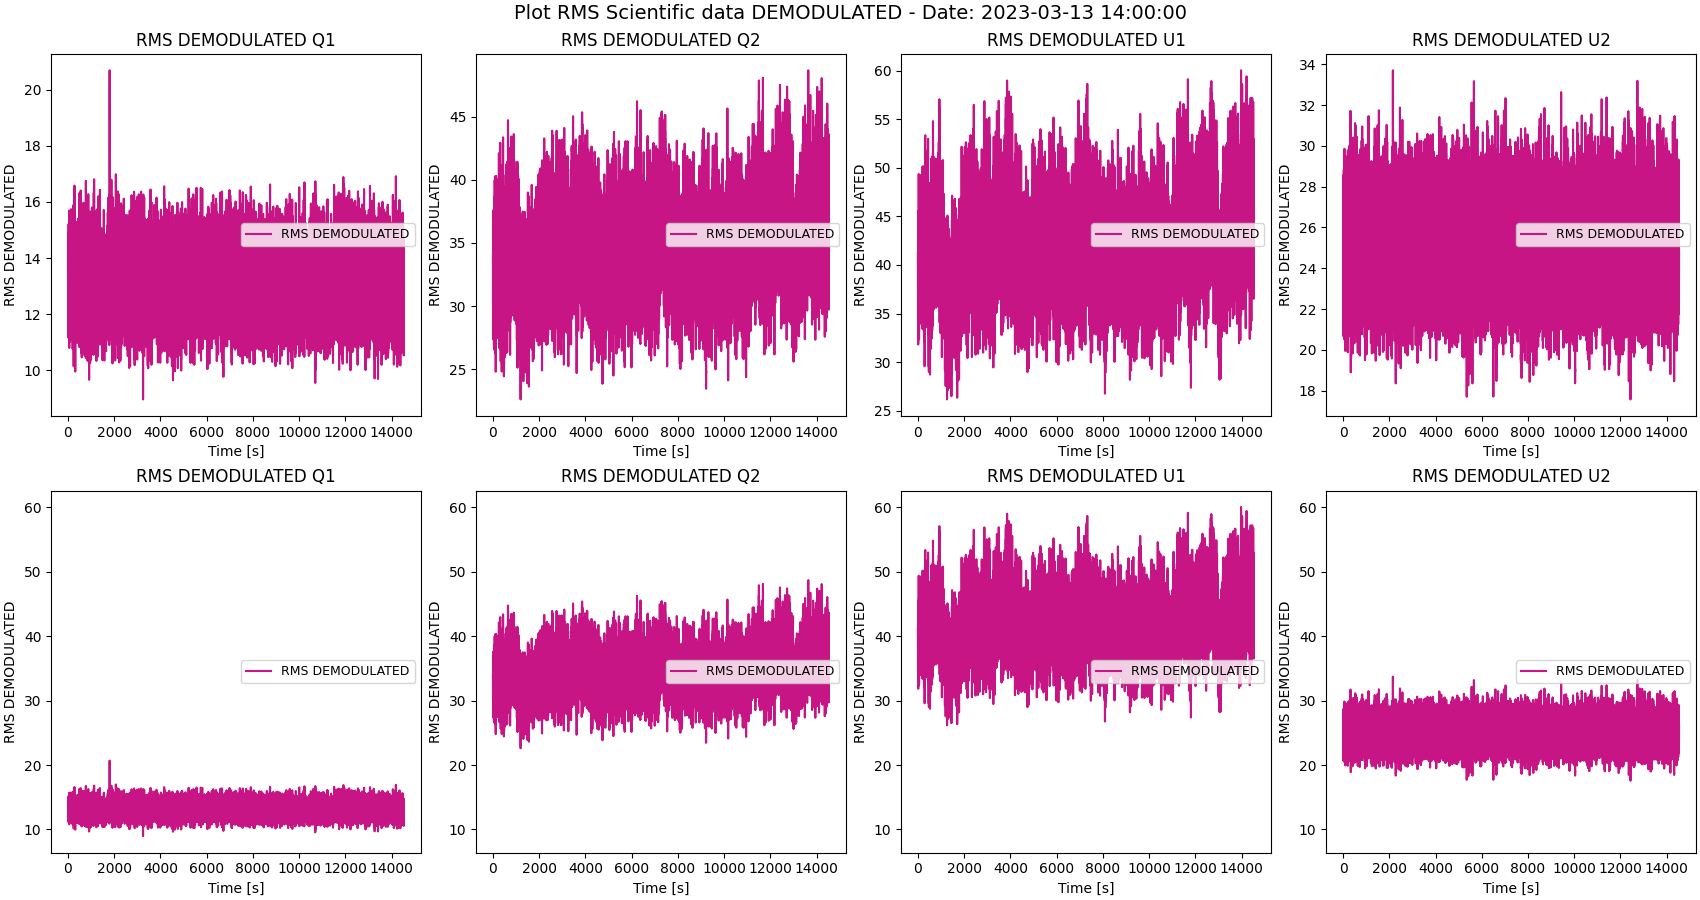 Plot RMS Scientific data DEMODULATED - Date: 2023-03-13 14:00:00
RMS DEMODULATED Q1
RMS DEMODULATED
20
18
16
14
12
10
RMS DEMODULATED
0 2000 4000 6000 8000 10000 12000 14000
Time [s]
RMS DEMODULATED Q2
RMS DEMODULATED
45
40
35
30
25
RMS DEMODULATED
0 2000 4000 6000 8000 10000 12000 14000
Time [s]
RMS DEMODULATED U1
RMS DEMODULATED
60
55
50
45
40
35
30
25
RMS DEMODULATED
0 2000 4000 6000 8000 10000 12000 14000
Time [s]
RMS DEMODULATED U2
RMS DEMODULATED
34
32
30
28
26
24
22
20
18
RMS DEMODULATED
0 2000 4000 6000 8000 10000 12000 14000
Time [s]
RMS DEMODULATED Q1
RMS DEMODULATED
60
50
40
30
20
10
RMS DEMODULATED
0 2000 4000 6000 8000 10000 12000 14000
Time [s]
RMS DEMODULATED Q2
RMS DEMODULATED
60
50
40
30
20
10
RMS DEMODULATED
0 2000 4000 6000 8000 10000 12000 14000
Time [s]
RMS DEMODULATED U1
RMS DEMODULATED
60
50
40
30
20
10
RMS DEMODULATED
0 2000 4000 6000 8000 10000 12000 14000
Time [s]
RMS DEMODULATED U2
RMS DEMODULATED
60
50
40
30
20
10
RMS DEMODULATED
0 2000 4000 6000 8000 10000 12000 14000
Time [s]